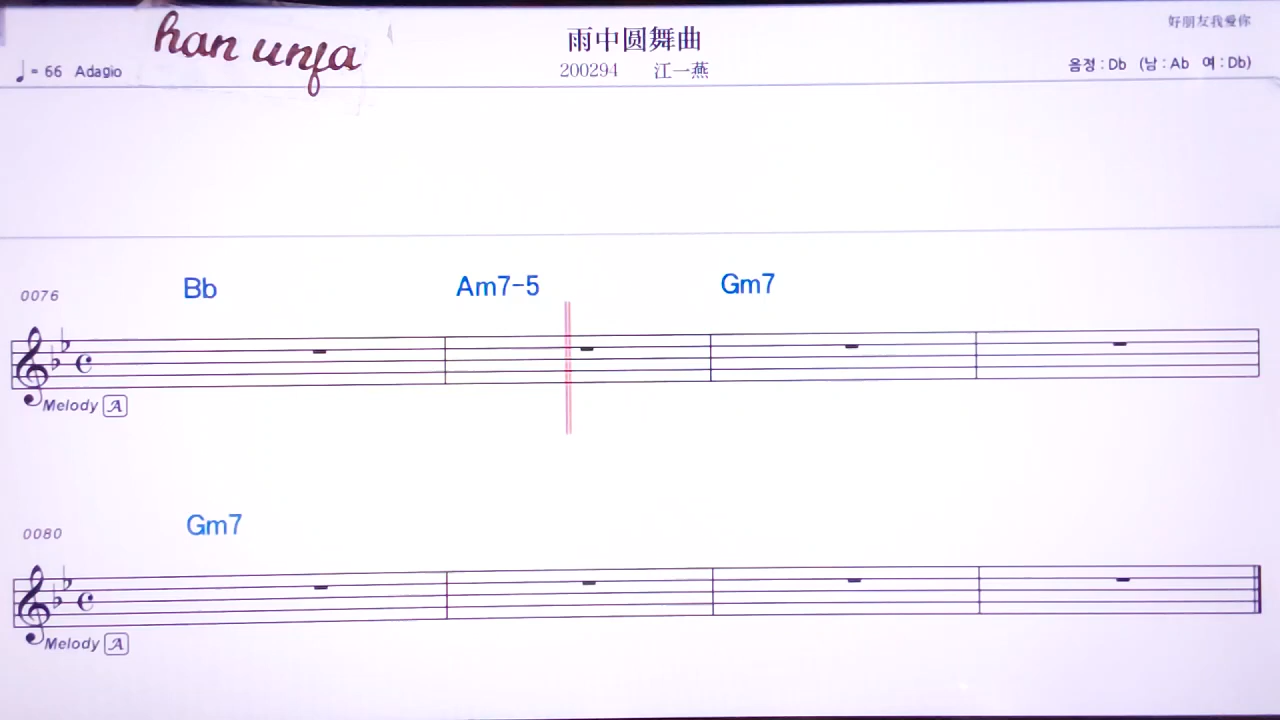 han unfa
雨中圆舞曲
好朋友我愛你
♩= 66 Adagio
200294 江一燕
음정 : Db (남 : Ab 여 : Db)
0076
Bb Am7-5 Gm7
Melody A
0080
Gm7
Melody A